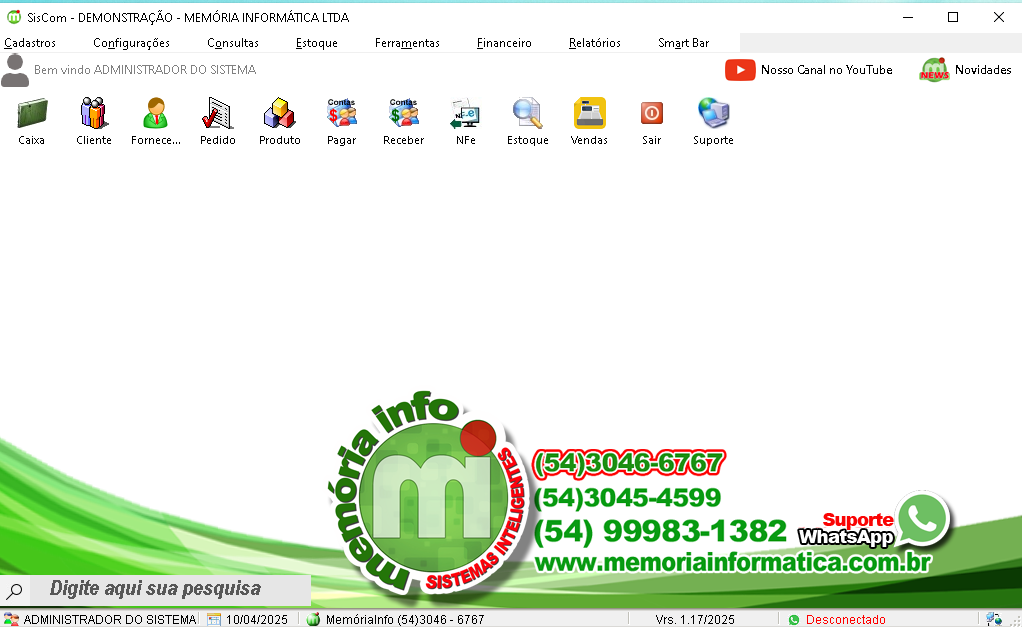 SisCom - DEMONSTRAÇÃO - MEMÓRIA INFORMÁTICA LTDA
Cadastros Configurações Consultas Estoque Ferramentas Financeiro Relatórios Smart Bar
Bem vindo ADMINISTRADOR DO SISTEMA
Nosso Canal no YouTube
NEWS
Novidades
Contas Contas NF-e
Caixa Cliente Fornece... Pedido Produto Pagar Receber NFe Estoque Vendas Sair Suporte
memória info
mi
SISTEMAS INTELIGENTES
(54)3046-6767
(54)3045-4599
(54) 99983-1382
Suporte
WhatsApp
www.memoriainformatica.com.br
Digite aqui sua pesquisa
ADMINISTRADOR DO SISTEMA 10/04/2025 MemóriaInfo (54)3046 - 6767 Vrs. 1.17/2025 Desconectado